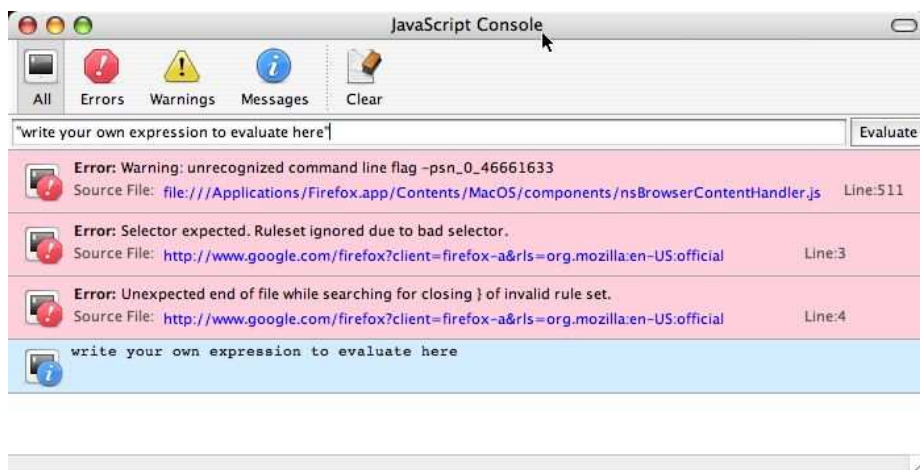 JavaScript Console
All Errors Warnings Messages Clear
"write your own expression to evaluate here" Evaluate
Error: Warning: unrecognized command line flag -psn_0_46661633
Source File: file:///Applications/Firefox.app/Contents/MacOS/components/nsBrowserContentHandler.js Line:511
Error: Selector expected. Ruleset ignored due to bad selector.
Source File: http://www.google.com/firefox?client=firefox-a&rls=org.mozilla:en-US:official Line:3
Error: Unexpected end of file while searching for closing } of invalid rule set.
Source File: http://www.google.com/firefox?client=firefox-a&rls=org.mozilla:en-US:official Line:4
write your own expression to evaluate here